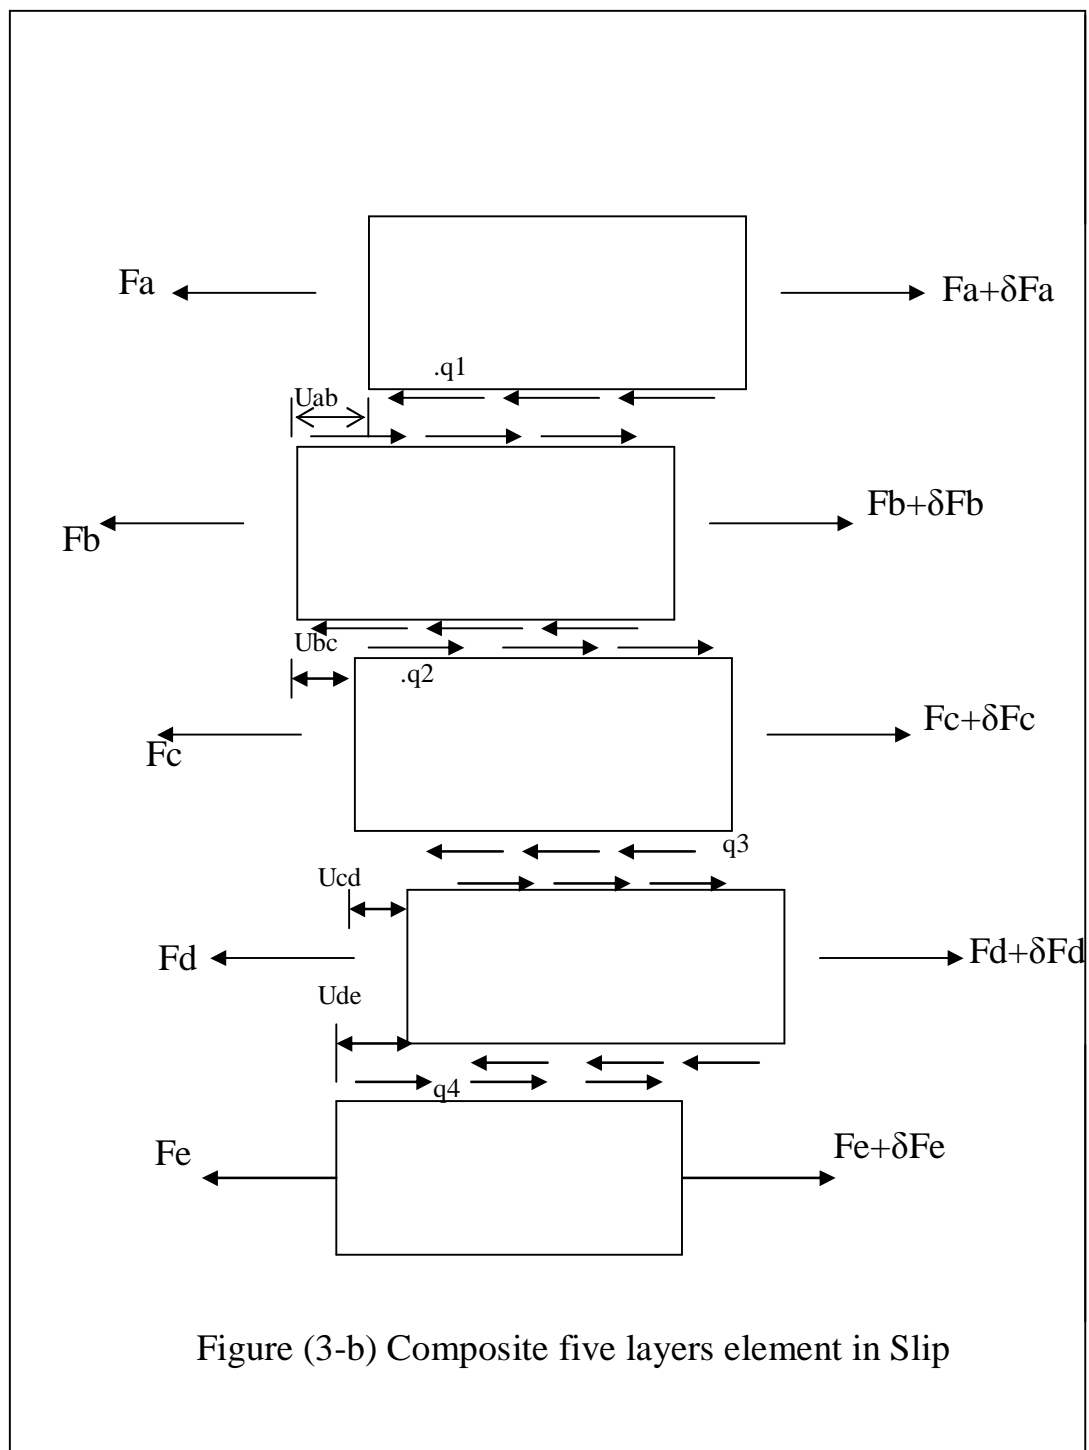 Fa
Fa+δFa
.q1
Uab
Fb+δFb
Fb
Ubc
.q2
Fc+δFc
Fc
q3
Ucd
Fd
Fd+δFd
Ude
q4
Fe
Fe+δFe
Figure (3-b) Composite five layers element in Slip